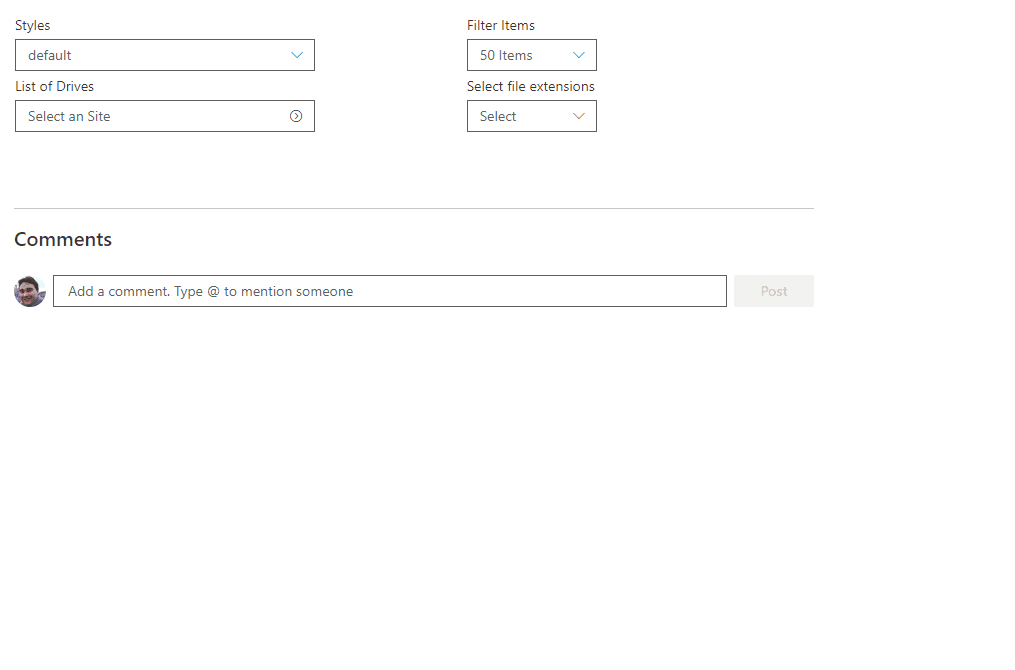 Styles
Filter Items
default
50 Items
List of Drives
Select file extensions
Select an Site
Select
Comments
Add a comment. Type @ to mention someone
Post